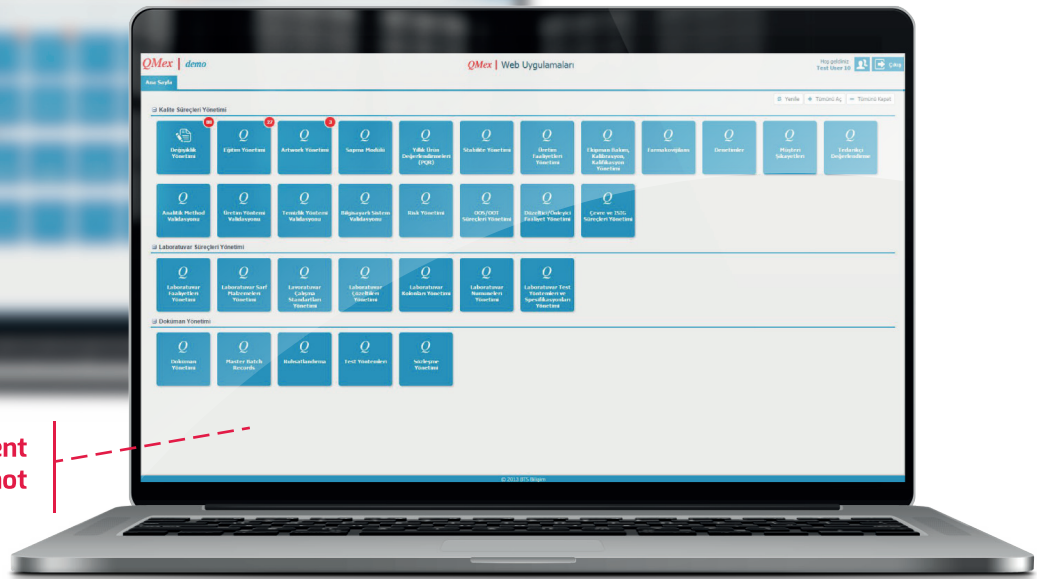 QMex | demo
QMex | Web Uygulamaları
Hoş geldiniz
Test User 10
Çıkış
Ana Sayfa
Yenile
Tümünü Aç
Tümünü Kapat
Kalite Süreçleri Yönetimi
Değişiklik
Yönetimi
37
Eğitim Yönetimi
3
Artwork Yönetimi
Sapma Modülü
Yıllık Ürün
Değerlendirmeleri
(PQR)
Stabilite Yönetimi
Üretim
Faaliyetleri
Yönetimi
Ekipman Bakım,
Kalibrasyon,
Kalifikasyon
Yönetimi
Farmakovijilans
Denetimler
Müşteri
Şikayetleri
Tedarikçi
Değerlendirme
Analitik Method
Validasyonu
Üretim Yöntemi
Validasyonu
Temizlik Yöntemi
Validasyonu
Bilgisayarlı Sistem
Validasyonu
Risk Yönetimi
OOS/OOT
Süreçleri Yönetimi
Düzeltici/Önleyici
Faaliyet Yönetimi
Çevre ve İSİG
Süreçleri Yönetimi
Laboratuvar Süreçleri Yönetimi
Laboratuvar
Faaliyetleri
Yönetimi
Laboratuvar Sarf
Malzemeleri
Yönetimi
Laboratuvar
Çalışma
Standartları
Yönetimi
Laboratuvar
Çözeltileri
Yönetimi
Laboratuvar
Kolonları Yönetimi
Laboratuvar
Numuneleri
Yönetimi
Laboratuvar Test
Yöntemleri ve
Spesifikasyonları
Yönetimi
Doküman Yönetimi
Doküman
Yönetimi
Master Batch
Records
Ruhsatlandırma
Test Yöntemleri
Sözleşme
Yönetimi
© 2013 BTS Bilişim
ent
not